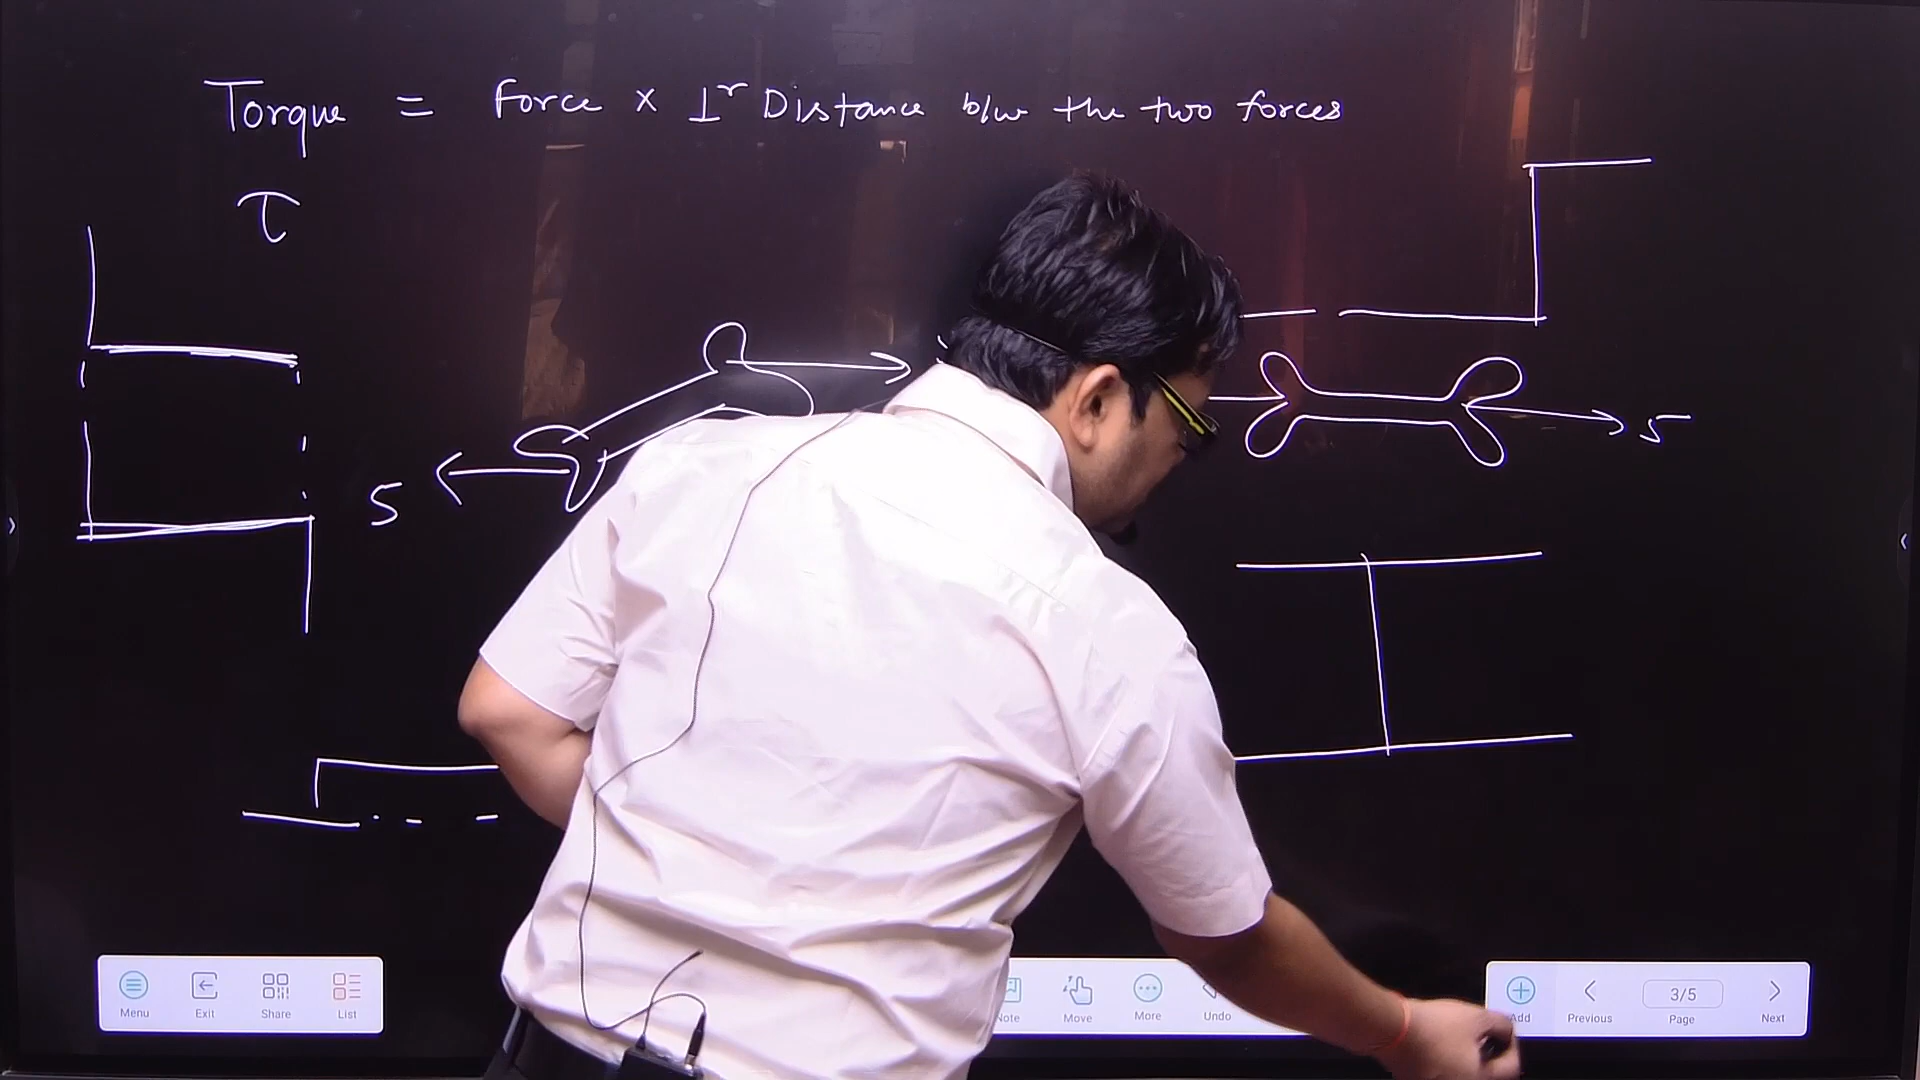 Torque = Force × ⊥r Distance b/w the two forces
τ
5
5
Menu Exit Share List
Note Move More Undo
Add Previous 3/5 Page Next